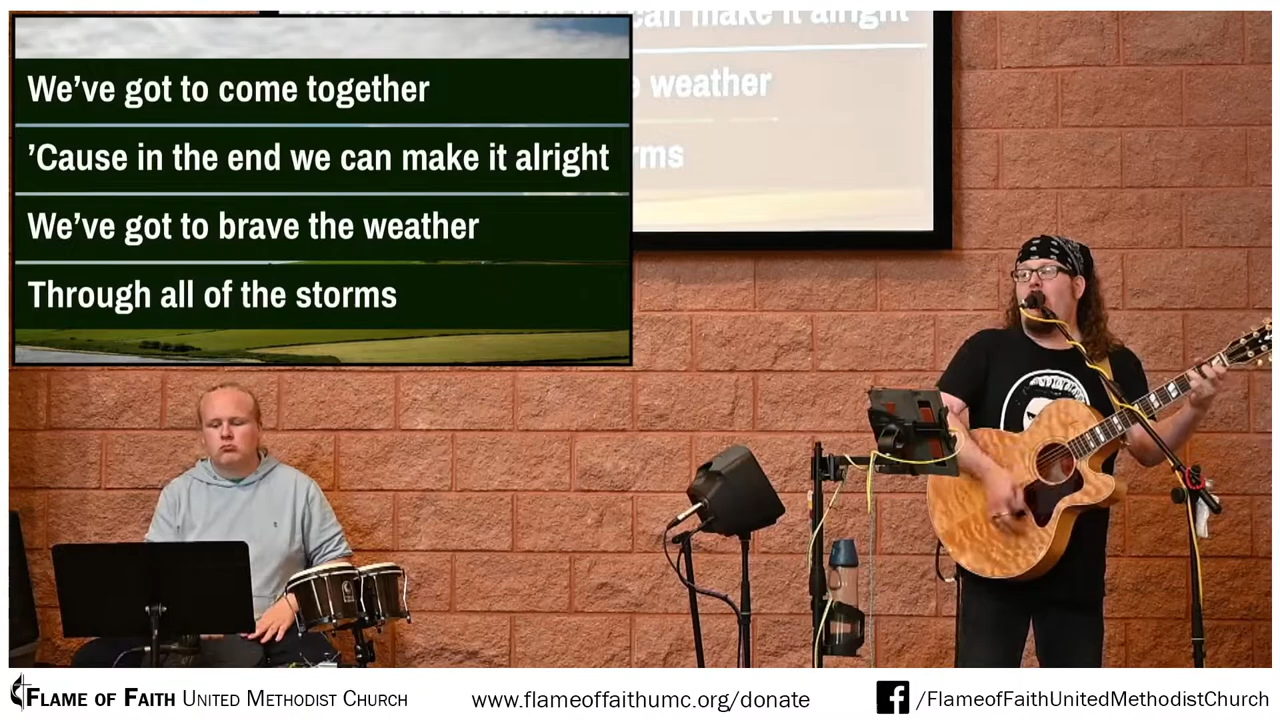 We've got to come together
'Cause in the end we can make it alright
We've got to brave the weather
Through all of the storms
can make it alright
weather
rms
FLAME OF FAITH UNITED METHODIST CHURCH
www.flameoffaithumc.org/donate
/FlameofFaithUnitedMethodistChurch